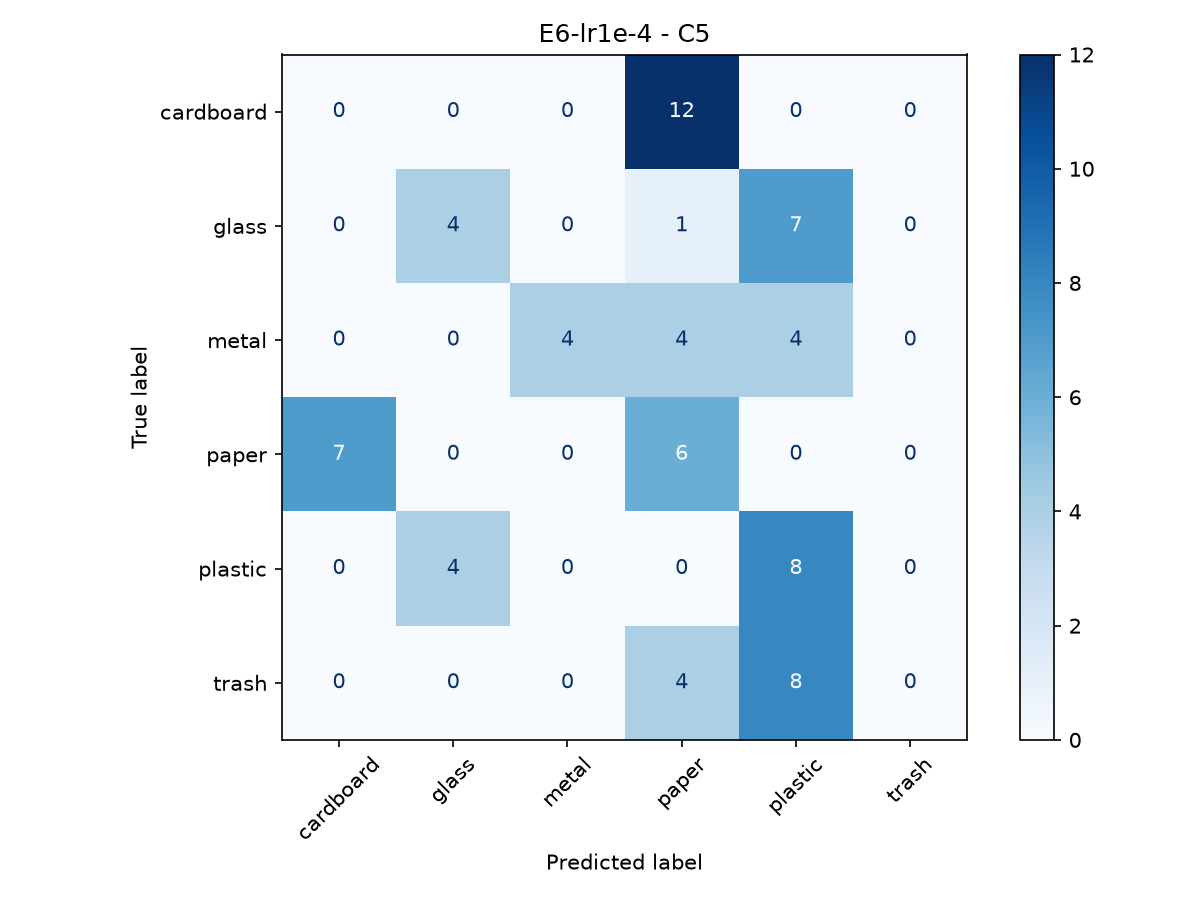 E6-lr1e-4 - C5
cardboard 0 0 0 12 0 0
glass 0 4 0 1 7 0
metal 0 0 4 4 4 0
paper 7 0 0 6 0 0
plastic 0 4 0 0 8 0
trash 0 0 0 4 8 0
cardboard glass metal paper plastic trash
Predicted label
True label
12
10
8
6
4
2
0